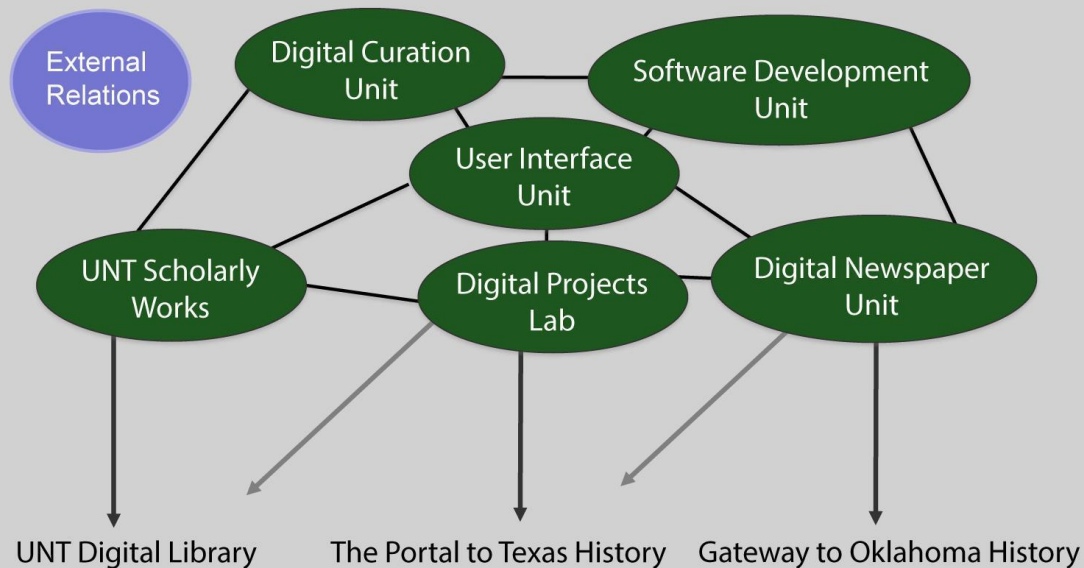 External
Relations
Digital Curation
Unit
Software Development
Unit
User Interface
Unit
UNT Scholarly
Works
Digital Projects
Lab
Digital Newspaper
Unit
UNT Digital Library
The Portal to Texas History
Gateway to Oklahoma History